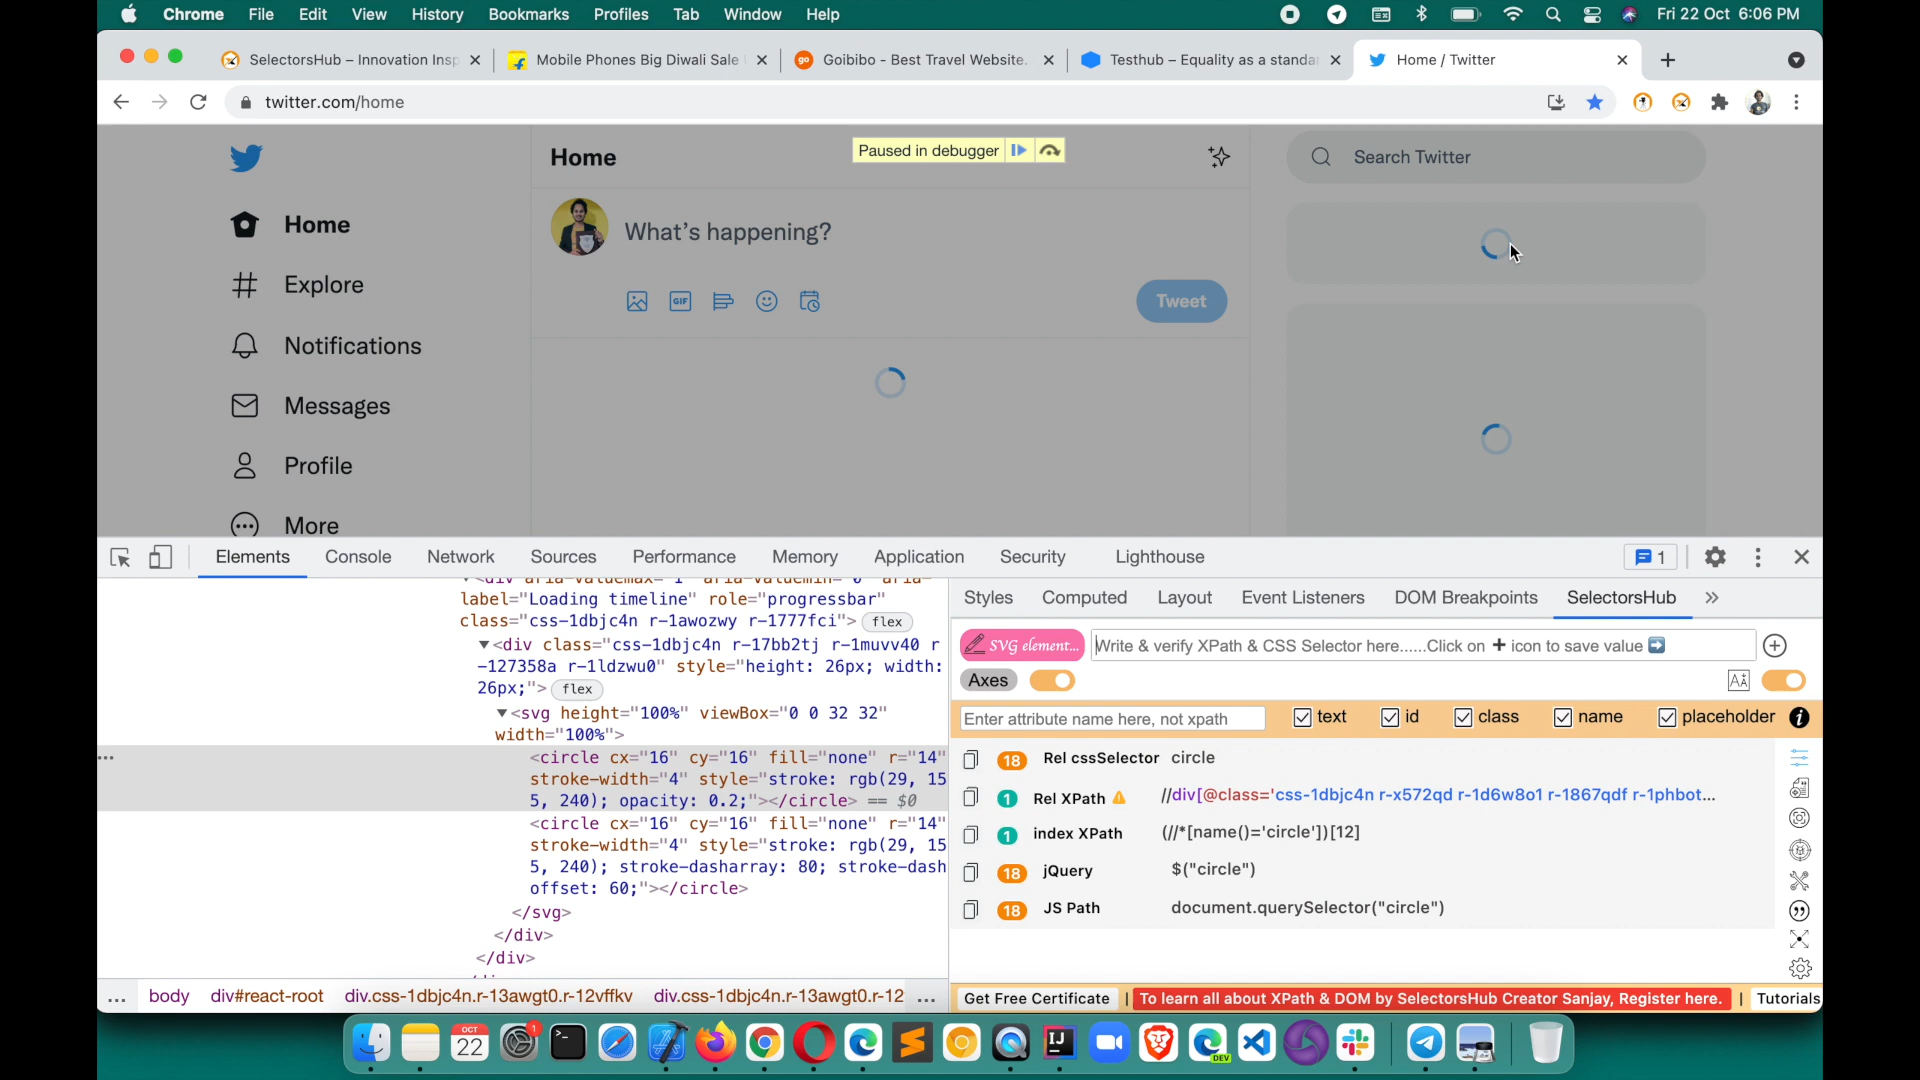 Chrome File Edit View History Bookmarks Profiles Tab Window Help
Fri 22 Oct 6:06 PM
SelectorsHub – Innovation Insp
Mobile Phones Big Diwali Sale
go Goibibo - Best Travel Website.
Testhub – Equality as a standa
Home / Twitter
twitter.com/home
Home
Paused in debugger
Search Twitter
Home
What's happening?
Explore
GIF
Tweet
Notifications
Messages
Profile
More
Elements Console Network Sources Performance Memory Application Security Lighthouse
1
label="Loading timeline" role="progressbar"
class="css-1dbjc4n r-1awozwy r-1777fci"> flex
▼<div class="css-1dbjc4n r-17bb2tj r-1muvv40 r
-127358a r-1ldzwu0" style="height: 26px; width:
26px;"> flex
▼<svg height="100%" viewBox="0 0 32 32"
width="100%">
<circle cx="16" cy="16" fill="none" r="14"
stroke-width="4" style="stroke: rgb(29, 15
5, 240); opacity: 0.2;"></circle> == $0
<circle cx="16" cy="16" fill="none" r="14"
stroke-width="4" style="stroke: rgb(29, 15
5, 240); stroke-dasharray: 80; stroke-dash
offset: 60;"></circle>
</svg>
</div>
</div>
... body div#react-root div.css-1dbjc4n.r-13awgt0.r-12vffkv div.css-1dbjc4n.r-13awgt0.r-12 ...
Styles Computed Layout Event Listeners DOM Breakpoints SelectorsHub »
SVG element... Write & verify XPath & CSS Selector here......Click on + icon to save value
Axes
Enter attribute name here, not xpath text id class name placeholder
18 Rel cssSelector circle
1 Rel XPath //div[@class='css-1dbjc4n r-x572qd r-1d6w8o1 r-1867qdf r-1phbot...
1 index XPath (//*[name()='circle'])[12]
18 jQuery $("circle")
18 JS Path document.querySelector("circle")
Get Free Certificate | To learn all about XPath & DOM by SelectorsHub Creator Sanjay, Register here. | Tutorials
1
OCT
22
IJ
DEV